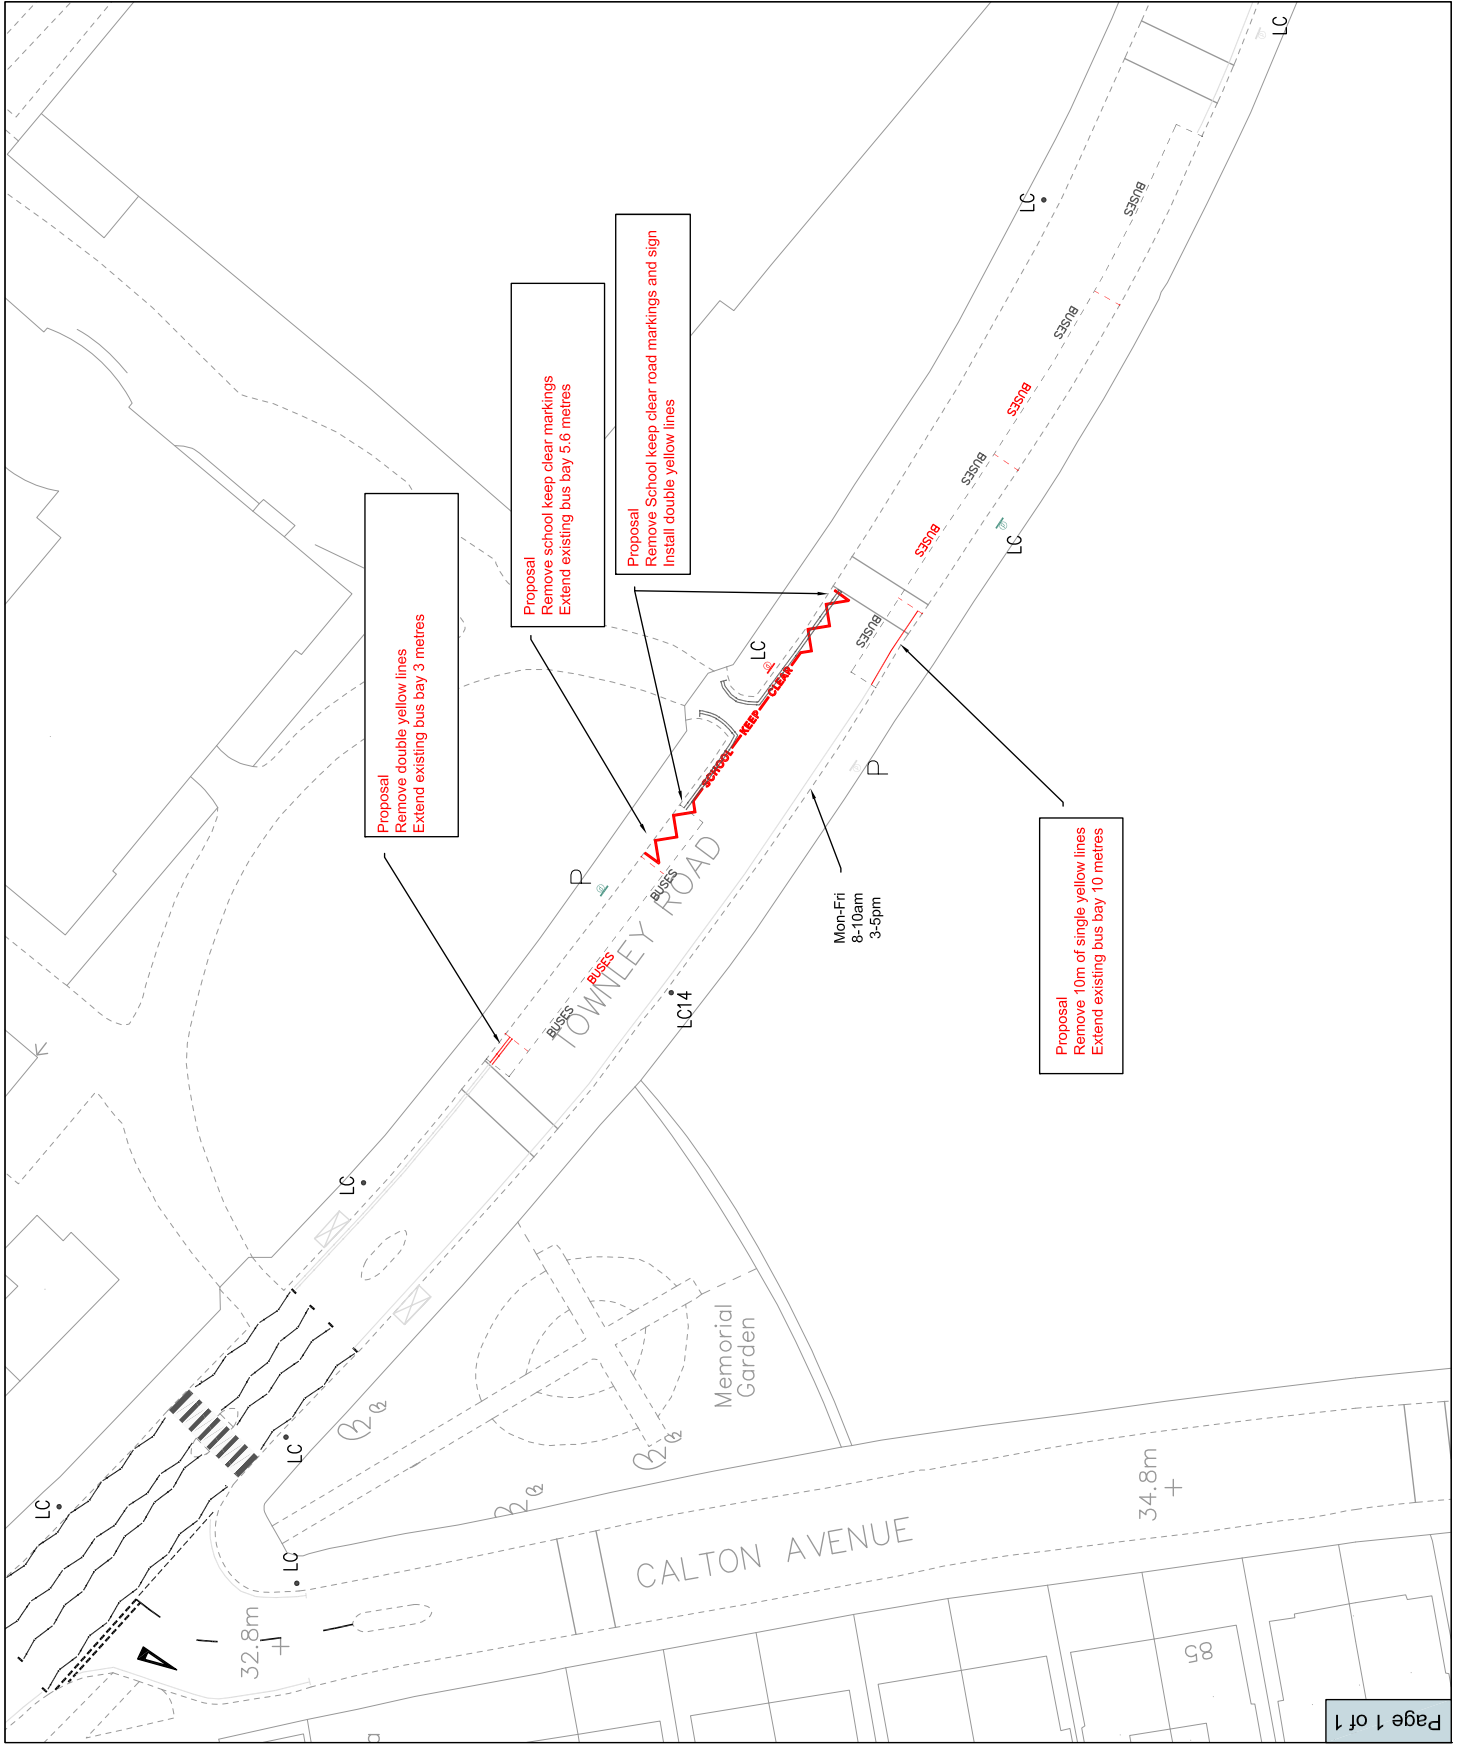 Proposal
Remove double yellow lines
Extend existing bus bay 3 metres
Proposal
Remove school keep clear markings
Extend existing bus bay 5.6 metres
Proposal
Remove School keep clear road markings and sign
Install double yellow lines
Proposal
Remove 10m of single yellow lines
Extend existing bus bay 10 metres
Mon-Fri
8-10am
3-5pm
TOWNLEY ROAD
CALTON AVENUE
Memorial
Garden
SCHOOL KEEP CLEAR
BUSES
BUSES
BUSES
BUSES
BUSES
BUSES
BUSES
BUSES
BUSES
LC
LC
LC
LC
LC
LC
LC
LC
LC14
P
P
32.8m
34.8m
85
Page 1 of 1